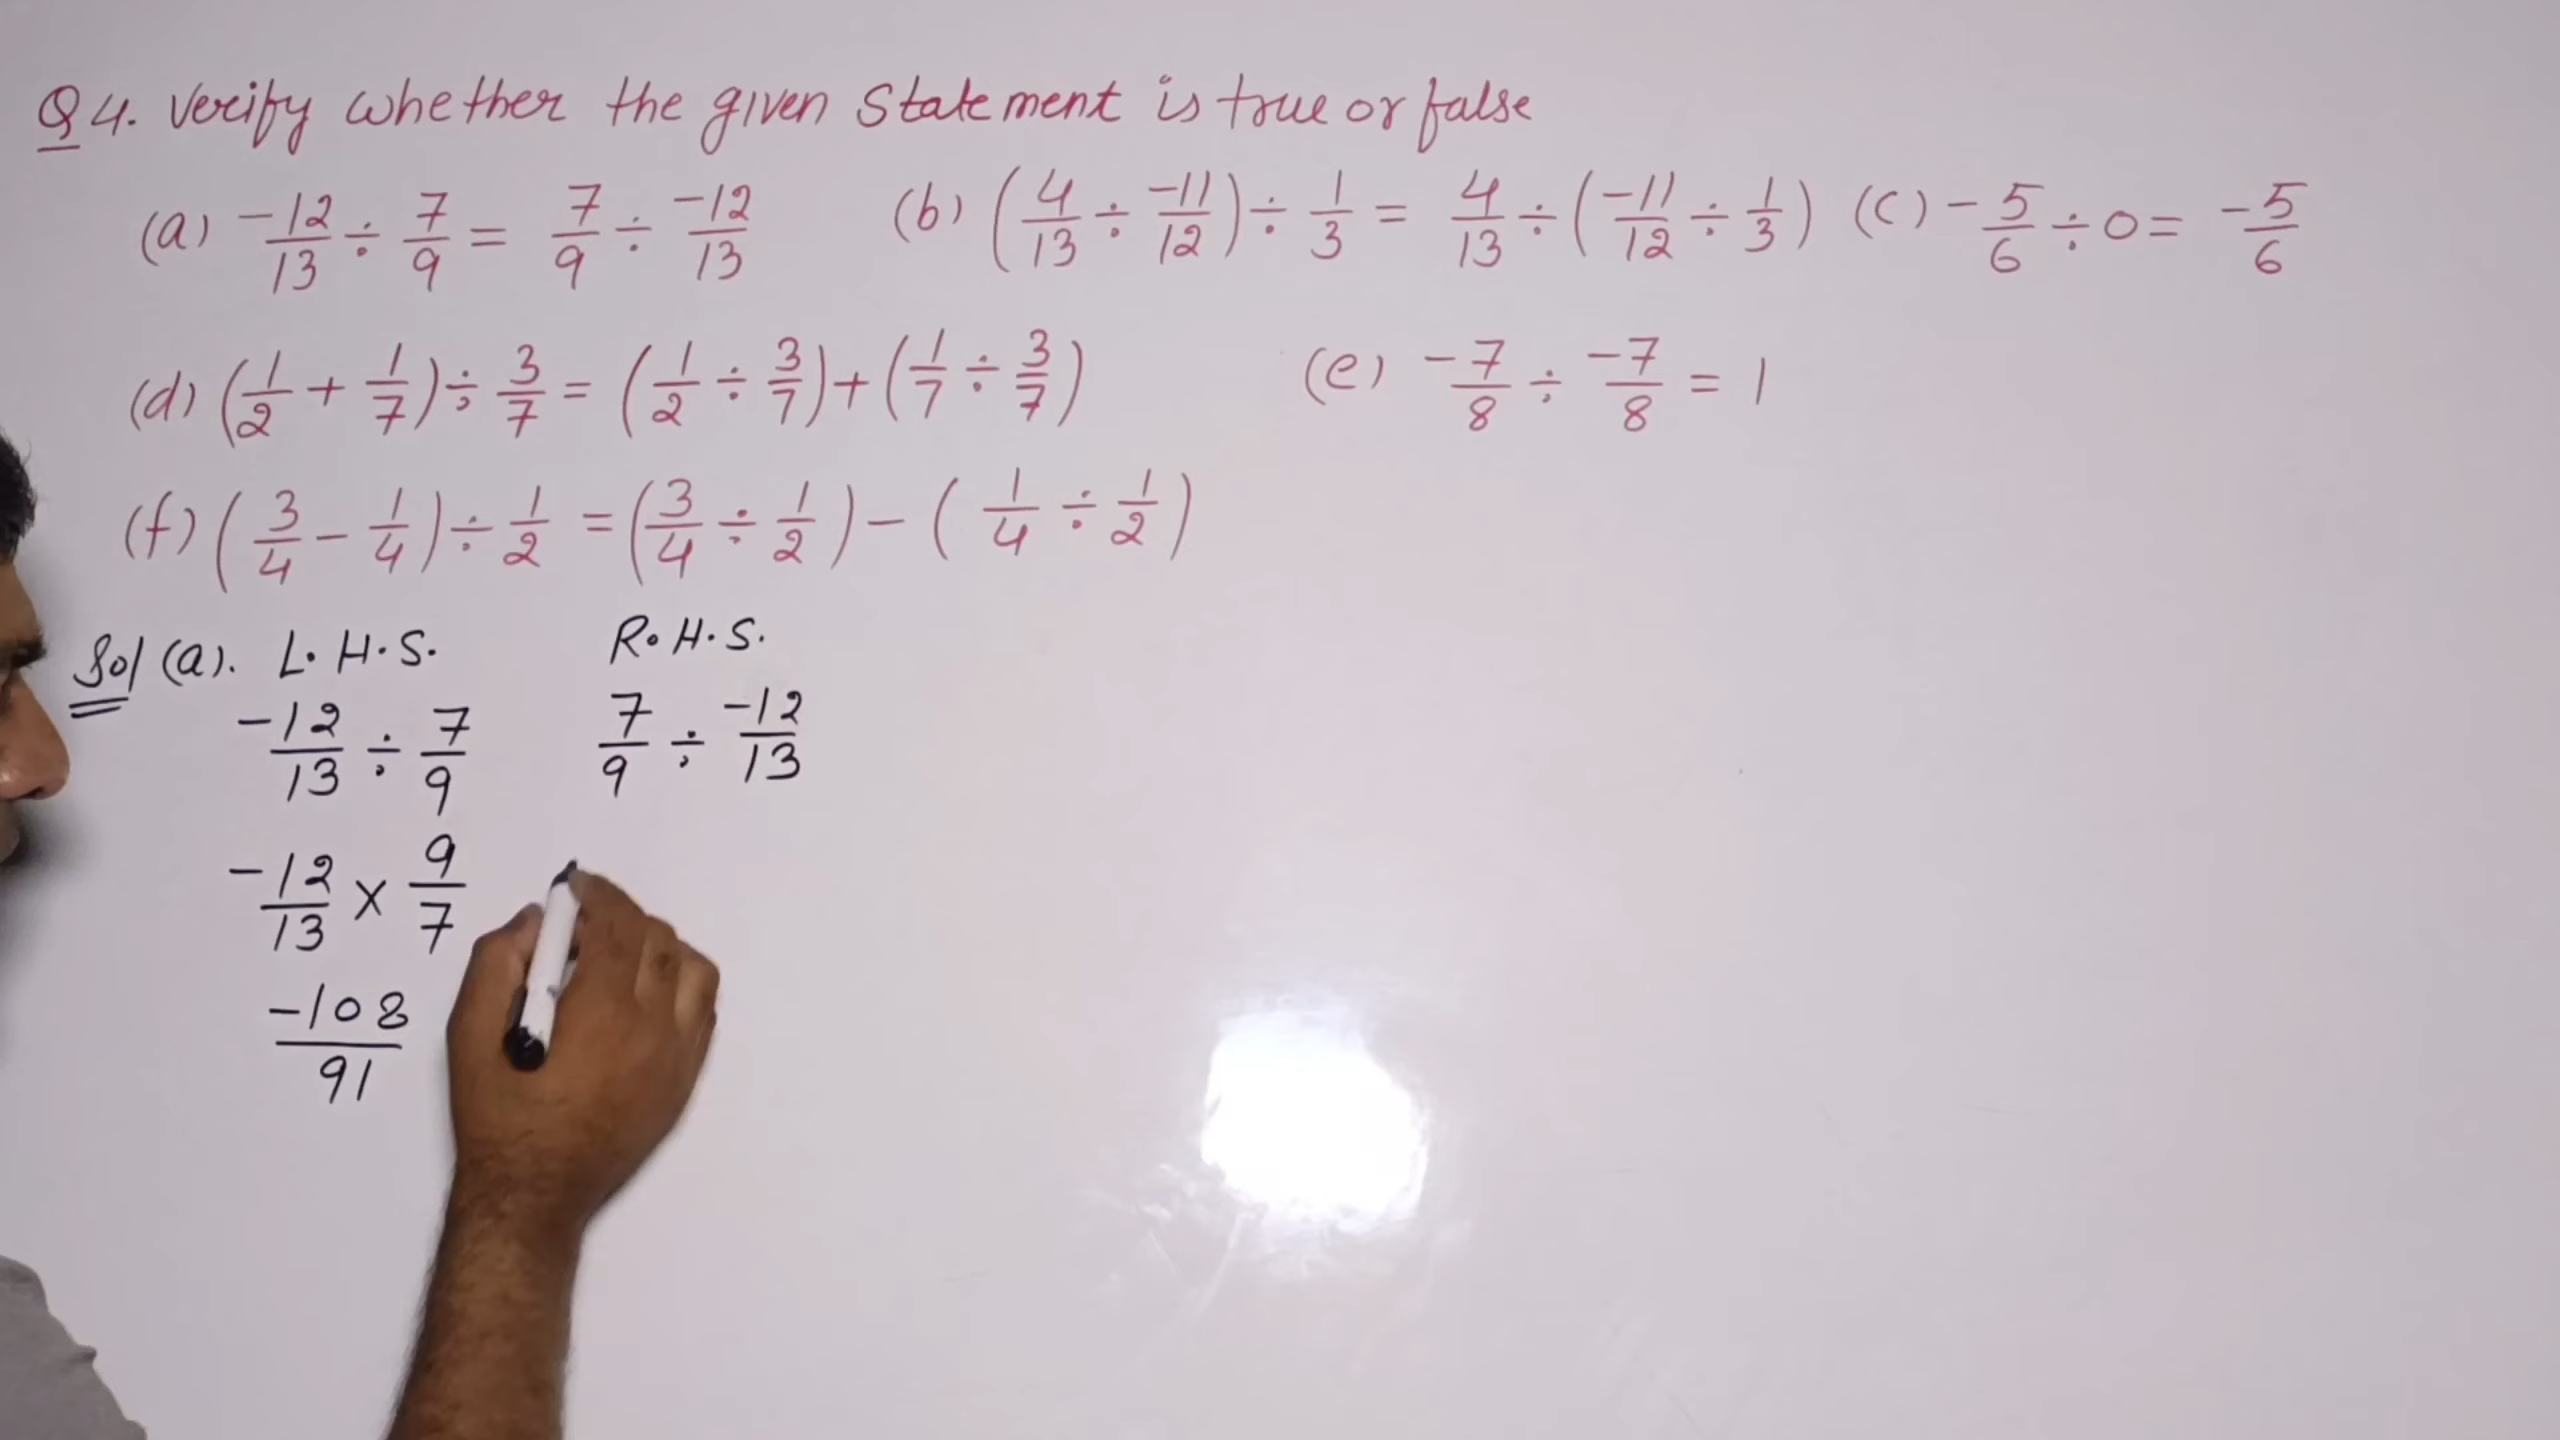 Q4. Verify whether the given statement is true or false
(a) -12/13 ÷ 7/9 = 7/9 ÷ -12/13 (b) (4/13 ÷ -11/12) ÷ 1/3 = 4/13 ÷ (-11/12 ÷ 1/3) (c) -5/6 ÷ 0 = -5/6
(d) (1/2 + 1/7) ÷ 3/7 = (1/2 ÷ 3/7) + (1/7 ÷ 3/7) (e) -7/8 ÷ -7/8 = 1
(f) (3/4 - 1/4) ÷ 1/2 = (3/4 ÷ 1/2) - (1/4 ÷ 1/2)
Sol (a). L.H.S. R.H.S.
-12/13 ÷ 7/9 7/9 ÷ -12/13
-12/13 × 9/7
-108/91